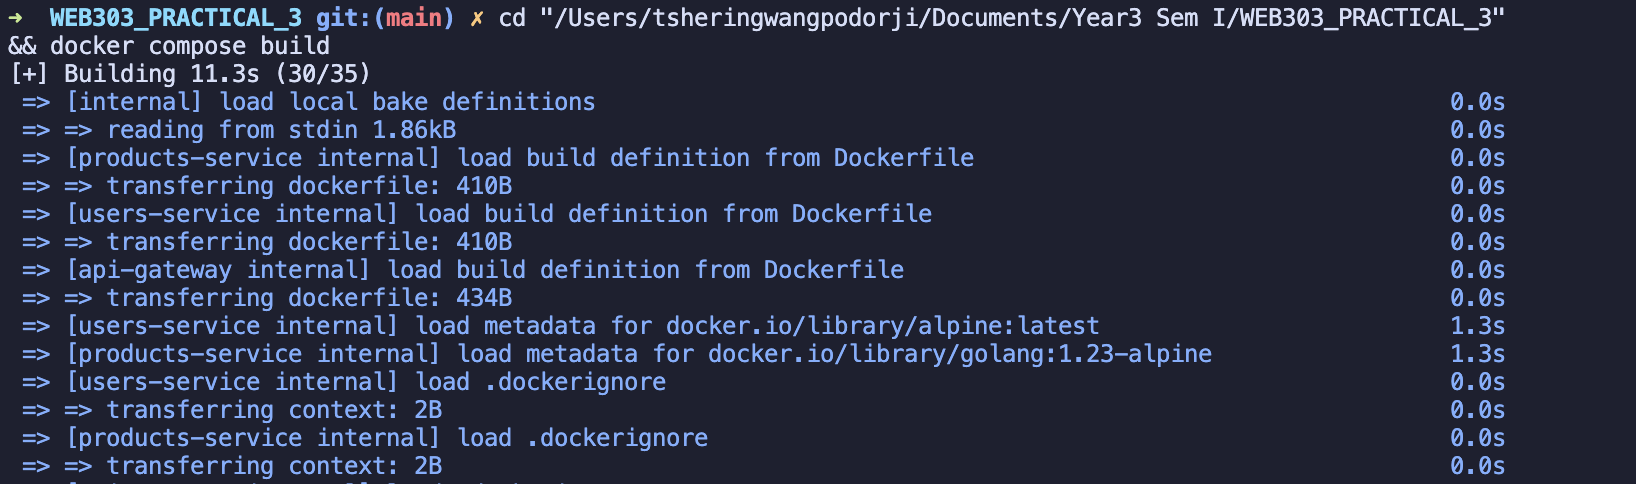 ➜  WEB303_PRACTICAL_3 git:(main) ✗ cd "/Users/tsheringwangpodorji/Documents/Year3 Sem I/WEB303_PRACTICAL_3"
&& docker compose build
[+] Building 11.3s (30/35)
 => [internal] load local bake definitions 0.0s
 => => reading from stdin 1.86kB 0.0s
 => [products-service internal] load build definition from Dockerfile 0.0s
 => => transferring dockerfile: 410B 0.0s
 => [users-service internal] load build definition from Dockerfile 0.0s
 => => transferring dockerfile: 410B 0.0s
 => [api-gateway internal] load build definition from Dockerfile 0.0s
 => => transferring dockerfile: 434B 0.0s
 => [users-service internal] load metadata for docker.io/library/alpine:latest 1.3s
 => [products-service internal] load metadata for docker.io/library/golang:1.23-alpine 1.3s
 => [users-service internal] load .dockerignore 0.0s
 => => transferring context: 2B 0.0s
 => [products-service internal] load .dockerignore 0.0s
 => => transferring context: 2B 0.0s